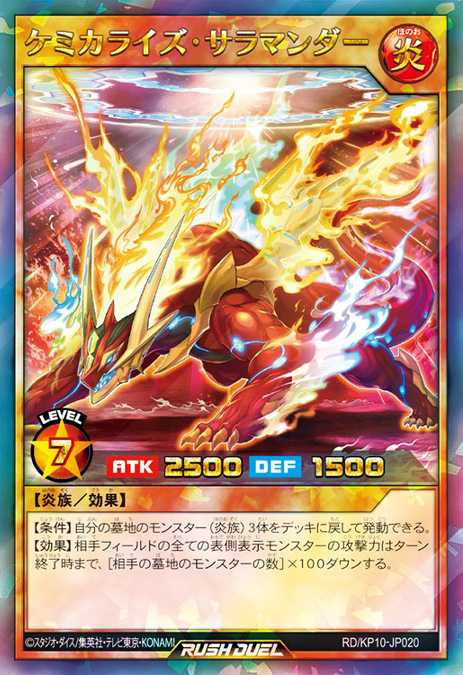 ケミカライズ・サラマンダー
ほのお
炎
LEVEL
7
ATK 2500 DEF 1500
【炎族／効果】
【条件】自分の墓地のモンスター（炎族）3体をデッキに戻して発動できる。
【効果】相手フィールドの全ての表側表示モンスターの攻撃力はターン
終了時まで、［相手の墓地のモンスターの数］×100ダウンする。
©スタジオ・ダイス/集英社・テレビ東京・KONAMI
RUSH DUEL
RD/KP10-JP020